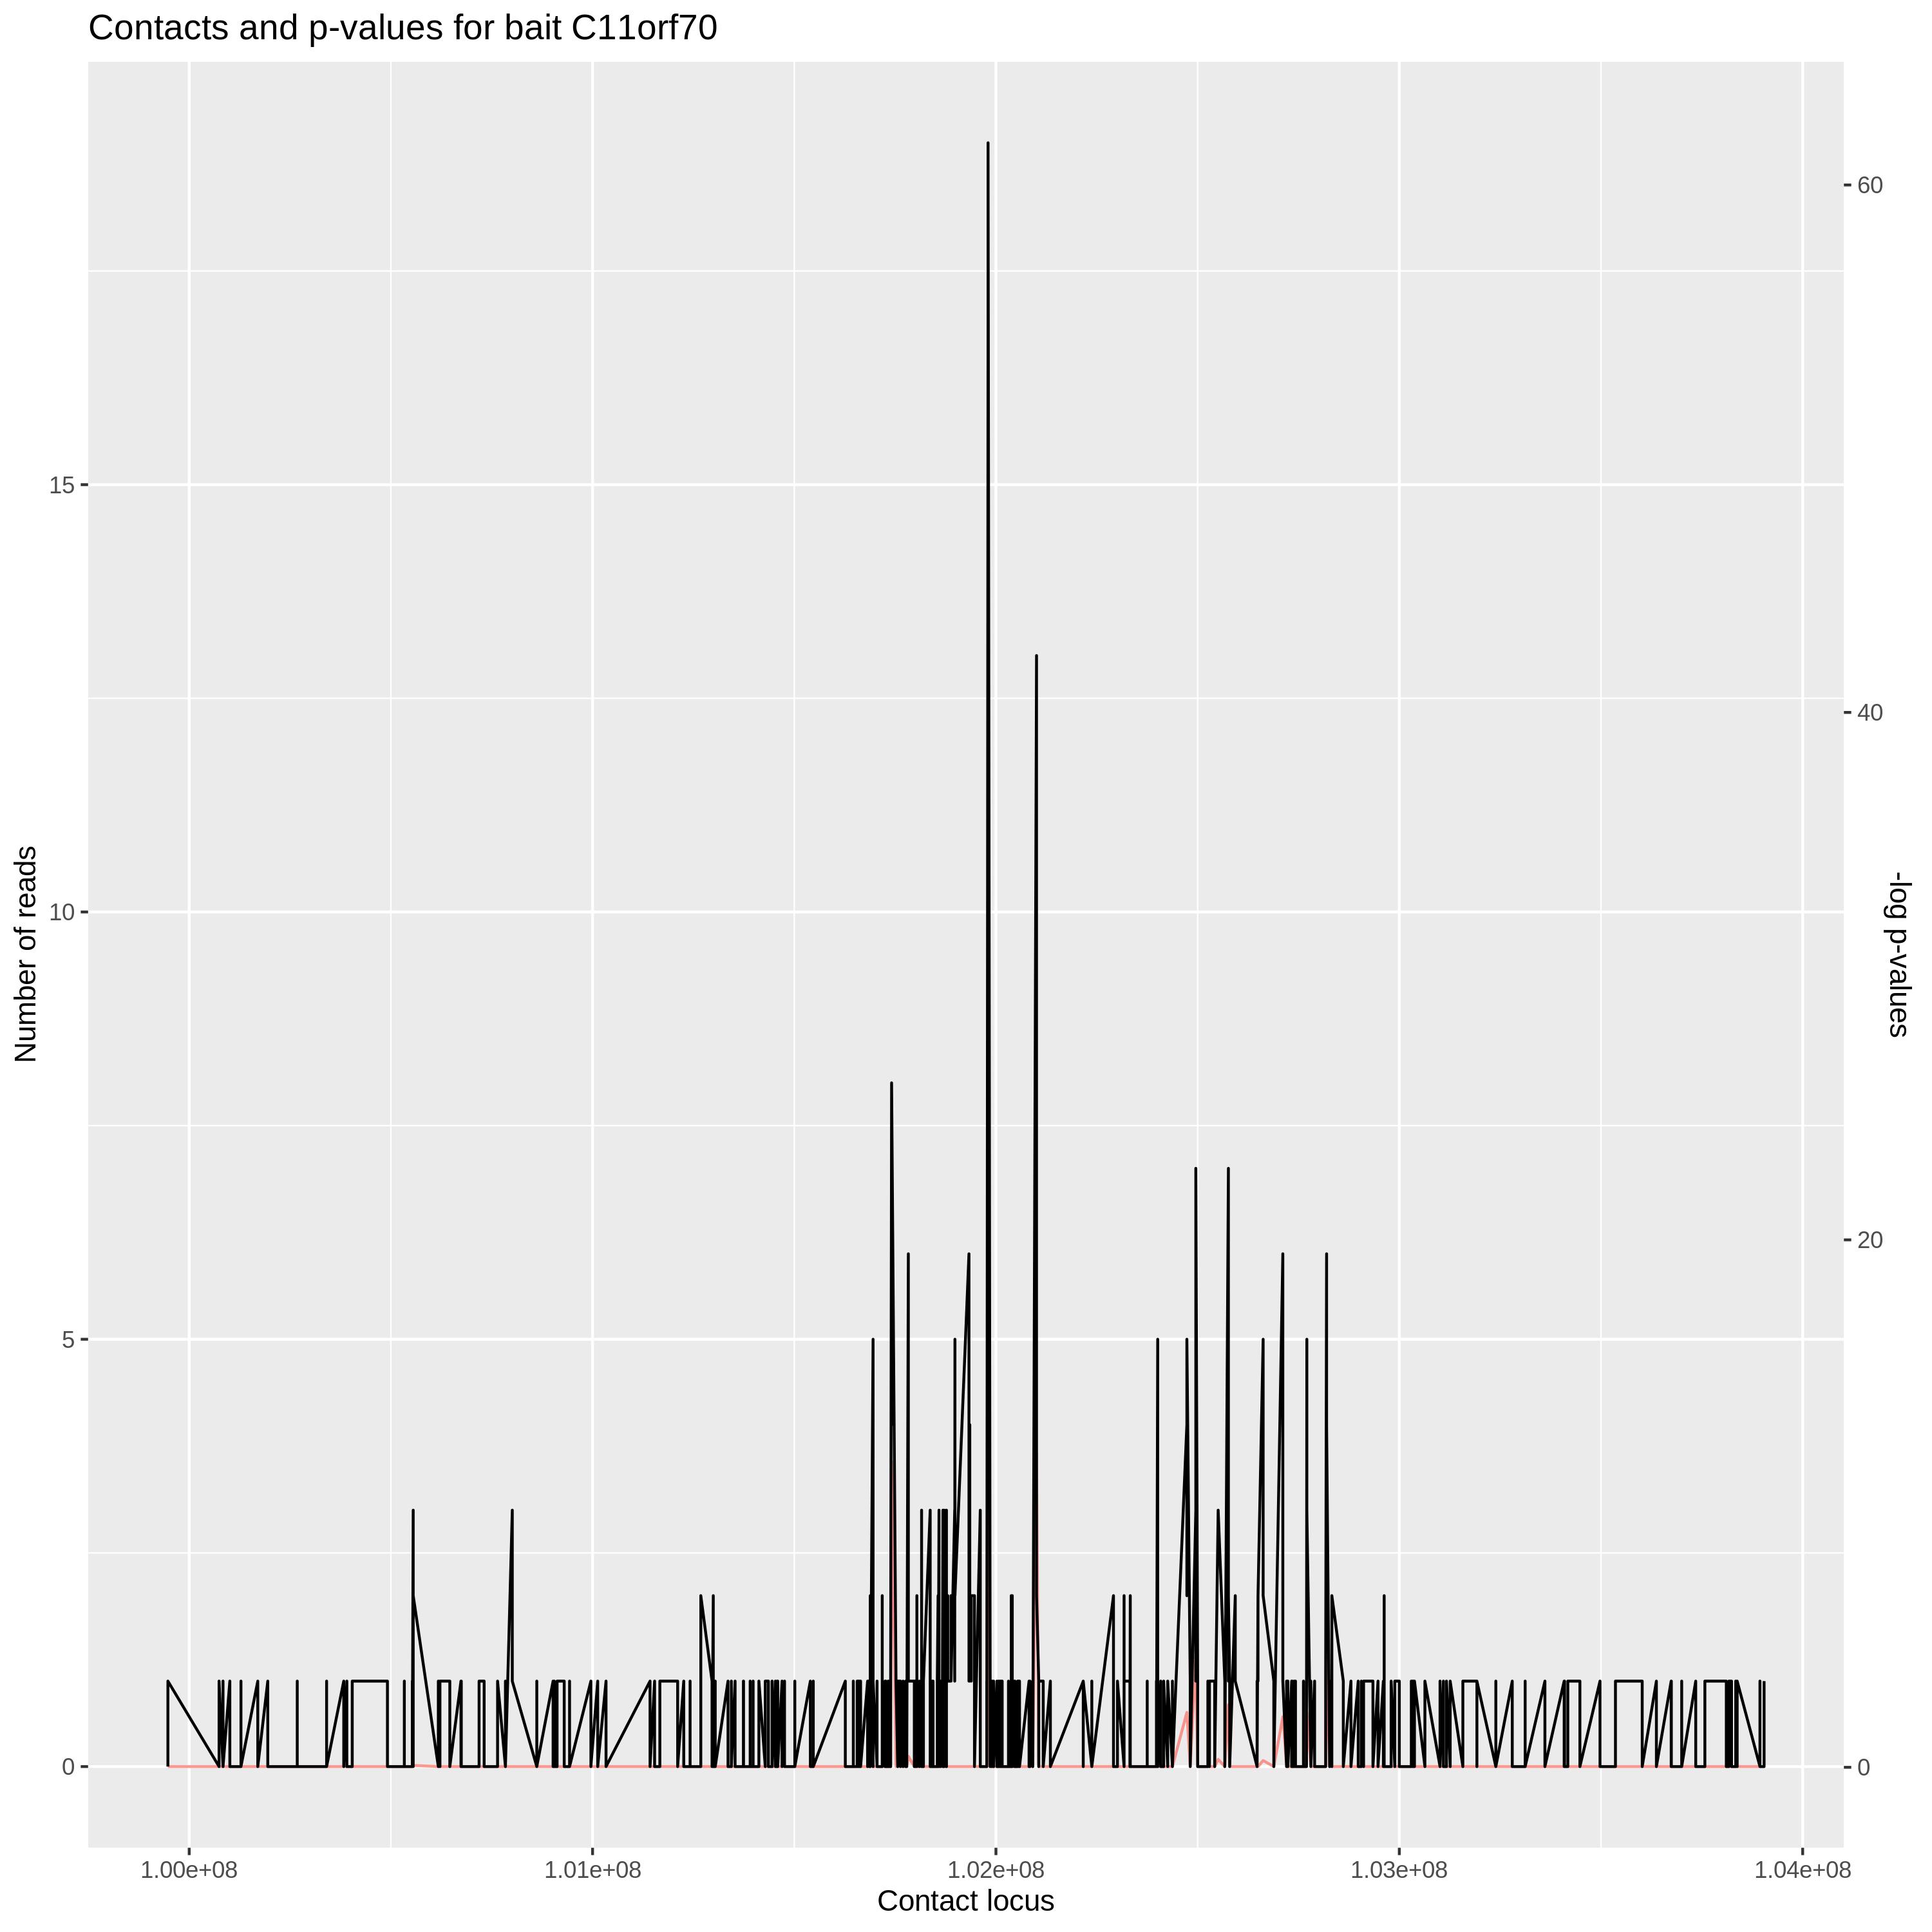 Contacts and p-values for bait C11orf70
15
10
5
0
Number of reads
60
40
20
0
-log p-values
1.00e+08 1.01e+08 1.02e+08 1.03e+08 1.04e+08
Contact locus